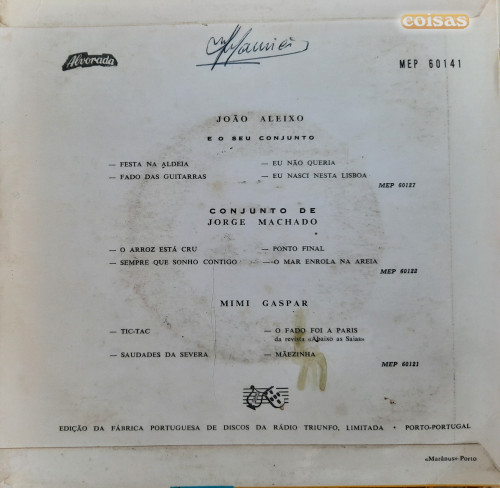 coisas
Alvorada
MEP 60141
JOÃO ALEIXO
E O SEU CONJUNTO
— FESTA NA ALDEIA — EU NÃO QUERIA
— FADO DAS GUITARRAS — EU NASCI NESTA LISBOA
MEP 60127
CONJUNTO DE
JORGE MACHADO
— O ARROZ ESTÁ CRU — PONTO FINAL
— SEMPRE QUE SONHO CONTIGO — O MAR ENROLA NA AREIA
MEP 60122
MIMI GASPAR
— TIC-TAC — O FADO FOI A PARIS
da revista «Abaixo as Saias»
— SAUDADES DA SEVERA — MÃEZINHA
MEP 60121
EDIÇÃO DA FÁBRICA PORTUGUESA DE DISCOS DA RÁDIO TRIUNFO, LIMITADA • PORTO-PORTUGAL
«Marânus»-Porto